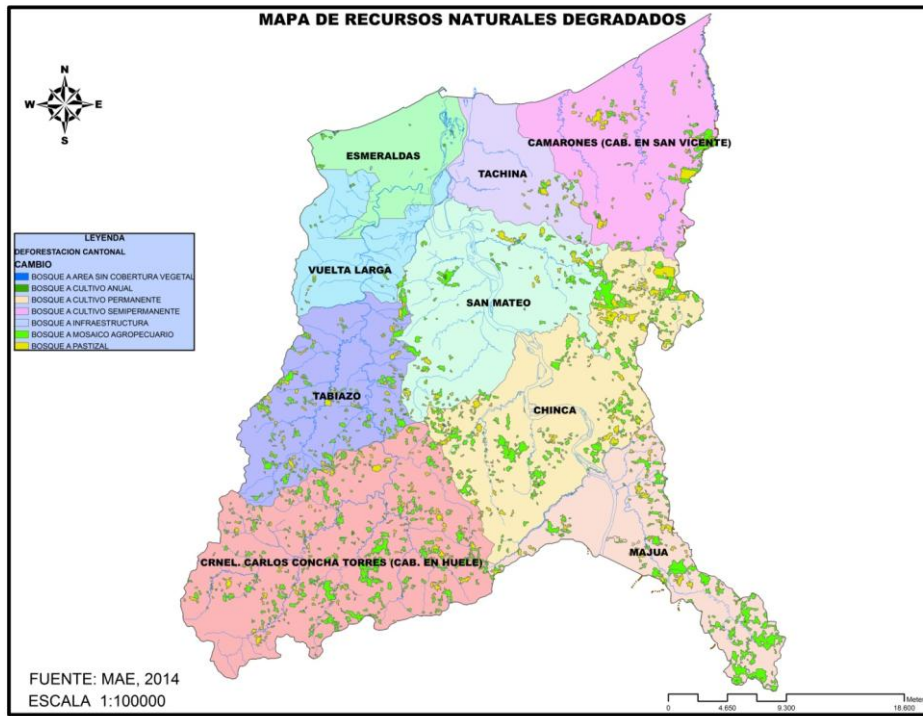 MAPA DE RECURSOS NATURALES DEGRADADOS
N
W E
S
ESMERALDAS
CAMARONES (CAB. EN SAN VICENTE)
TACHINA
LEYENDA
DEFORESTACION CANTONAL
CAMBIO
BOSQUE A AREA SIN COBERTURA VEGETAL
BOSQUE A CULTIVO ANUAL
BOSQUE A CULTIVO PERMANENTE
BOSQUE A CULTIVO SEMIPERMANENTE
BOSQUE A INFRAESTRUCTURA
BOSQUE A MOSAICO AGROPECUARIO
BOSQUE A PASTIZAL
VUELTA LARGA
SAN MATEO
TABIAZO
CHINCA
CRNEL. CARLOS CONCHA TORRES (CAB. EN HUELE)
MAJUA
FUENTE: MAE, 2014
ESCALA 1:100000
Mete
0 4.650 9.300 18.600